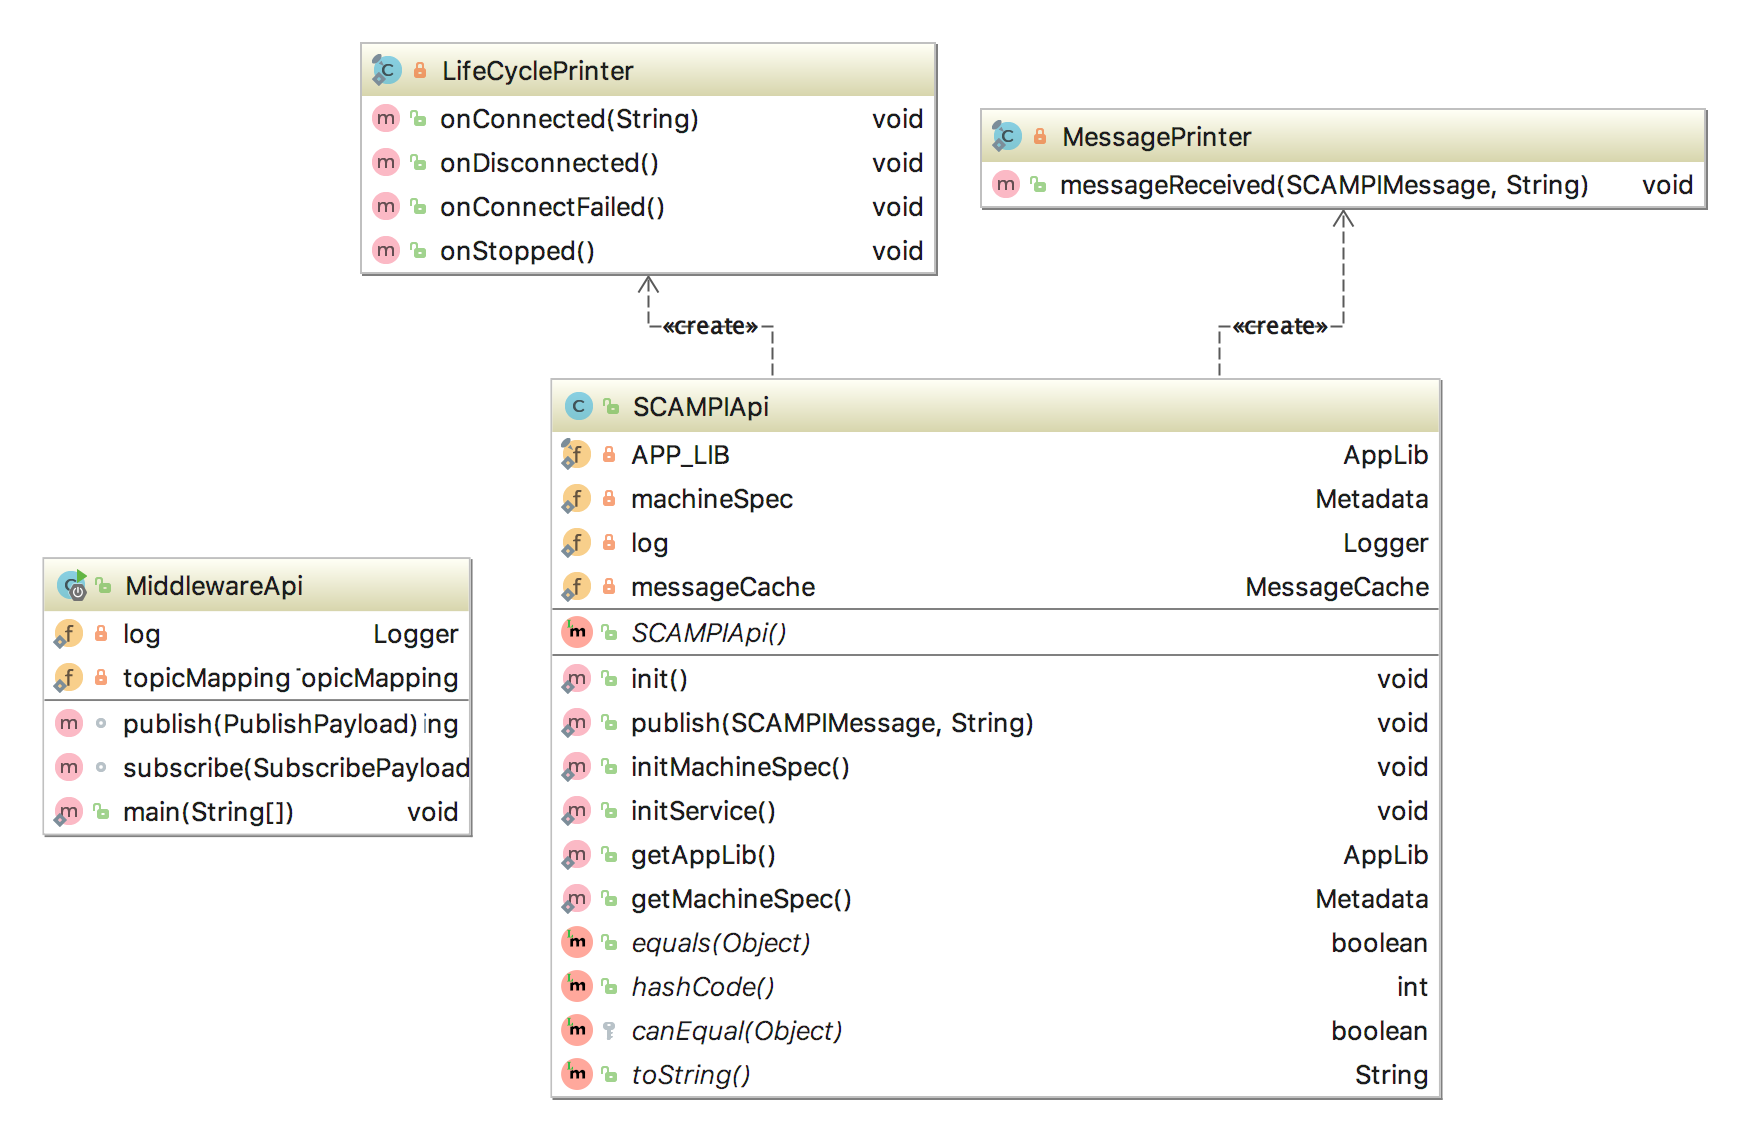 LifeCyclePrinter
onConnected(String) void
onDisconnected() void
onConnectFailed() void
onStopped() void
MessagePrinter
messageReceived(SCAMPIMessage, String) void
«create»
«create»
SCAMPIApi
APP_LIB AppLib
machineSpec Metadata
log Logger
messageCache MessageCache
SCAMPIApi()
init() void
publish(SCAMPIMessage, String) void
initMachineSpec() void
initService() void
getAppLib() AppLib
getMachineSpec() Metadata
equals(Object) boolean
hashCode() int
canEqual(Object) boolean
toString() String
MiddlewareApi
log Logger
topicMapping opicMapping
publish(PublishPayload) ing
subscribe(SubscribePayload
main(String[]) void